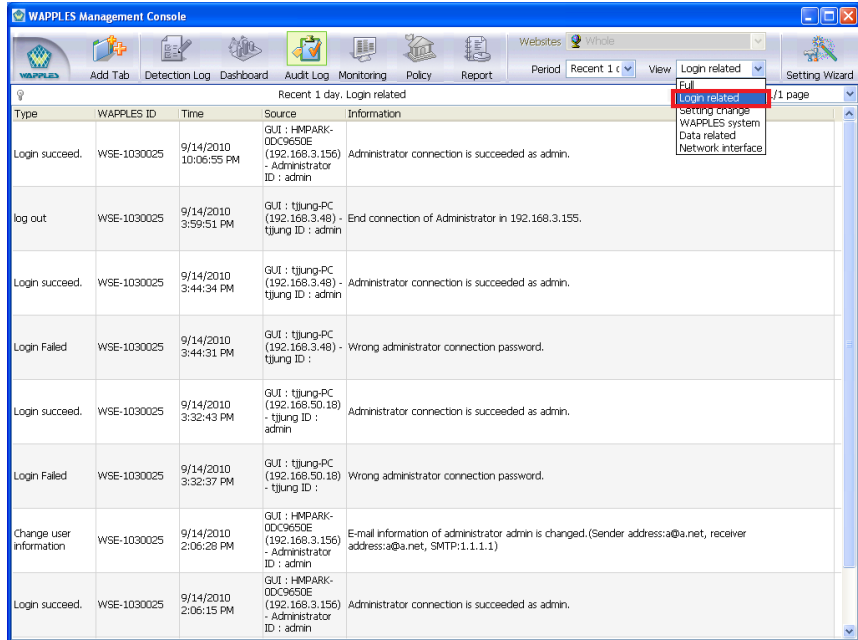 WAPPLES Management Console
Websites Whole
WAPPLES Add Tab Detection Log Dashboard Audit Log Monitoring Policy Report Period Recent 1 View Login related Setting Wizard
Recent 1 day. Login related /1 page
Full
Login related
Setting change
WAPPLES system
Data related
Network interface
Type WAPPLES ID Time Source Information
Login succeed. WSE-1030025 9/14/2010 10:06:55 PM GUI : HMPARK-0DC9650E (192.168.3.156) - Administrator ID : admin Administrator connection is succeeded as admin.
log out WSE-1030025 9/14/2010 3:59:51 PM GUI : tjjung-PC (192.168.3.48) - tjjung ID : admin End connection of Administrator in 192.168.3.155.
Login succeed. WSE-1030025 9/14/2010 3:44:34 PM GUI : tjjung-PC (192.168.3.48) - tjjung ID : admin Administrator connection is succeeded as admin.
Login Failed WSE-1030025 9/14/2010 3:44:31 PM GUI : tjjung-PC (192.168.3.48) - tjjung ID : Wrong administrator connection password.
Login succeed. WSE-1030025 9/14/2010 3:32:43 PM GUI : tjjung-PC (192.168.50.18) - tjjung ID : admin Administrator connection is succeeded as admin.
Login Failed WSE-1030025 9/14/2010 3:32:37 PM GUI : tjjung-PC (192.168.50.18) - tjjung ID : Wrong administrator connection password.
Change user information WSE-1030025 9/14/2010 2:06:28 PM GUI : HMPARK-0DC9650E (192.168.3.156) - Administrator ID : admin E-mail information of administrator admin is changed.(Sender address:a@a.net, receiver address:a@a.net, SMTP:1.1.1.1)
Login succeed. WSE-1030025 9/14/2010 2:06:15 PM GUI : HMPARK-0DC9650E (192.168.3.156) - Administrator ID : admin Administrator connection is succeeded as admin.